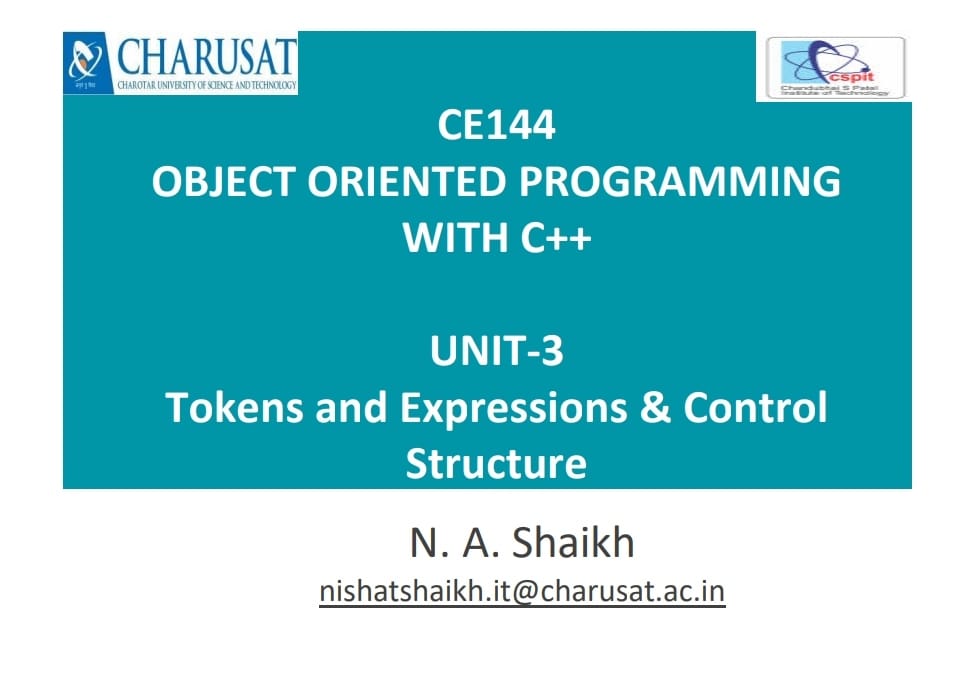 CHARUSAT
CHAROTAR UNIVERSITY OF SCIENCE AND TECHNOLOGY
cspit
Chandubhai S Patel
Institute of Technology
CE144
OBJECT ORIENTED PROGRAMMING
WITH C++
UNIT-3
Tokens and Expressions & Control
Structure
N. A. Shaikh
nishatshaikh.it@charusat.ac.in